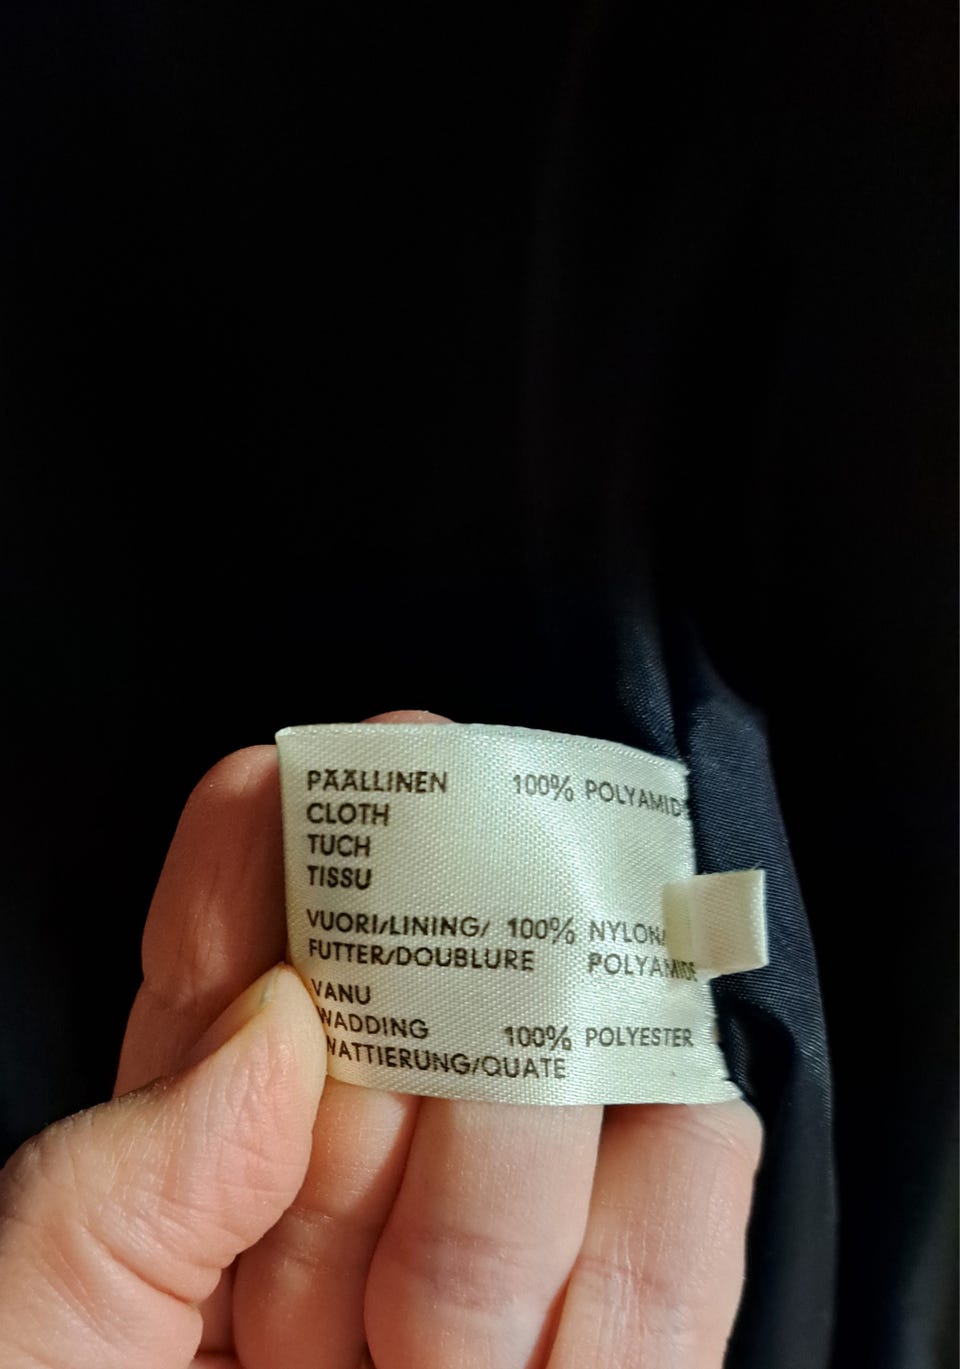 PÄÄLLINEN 100% POLYAMIDE
CLOTH
TUCH
TISSU
VUORI/LINING/ 100% NYLON/
FUTTER/DOUBLURE POLYAMIDE
VANU
WADDING 100% POLYESTER
WATTIERUNG/QUATE